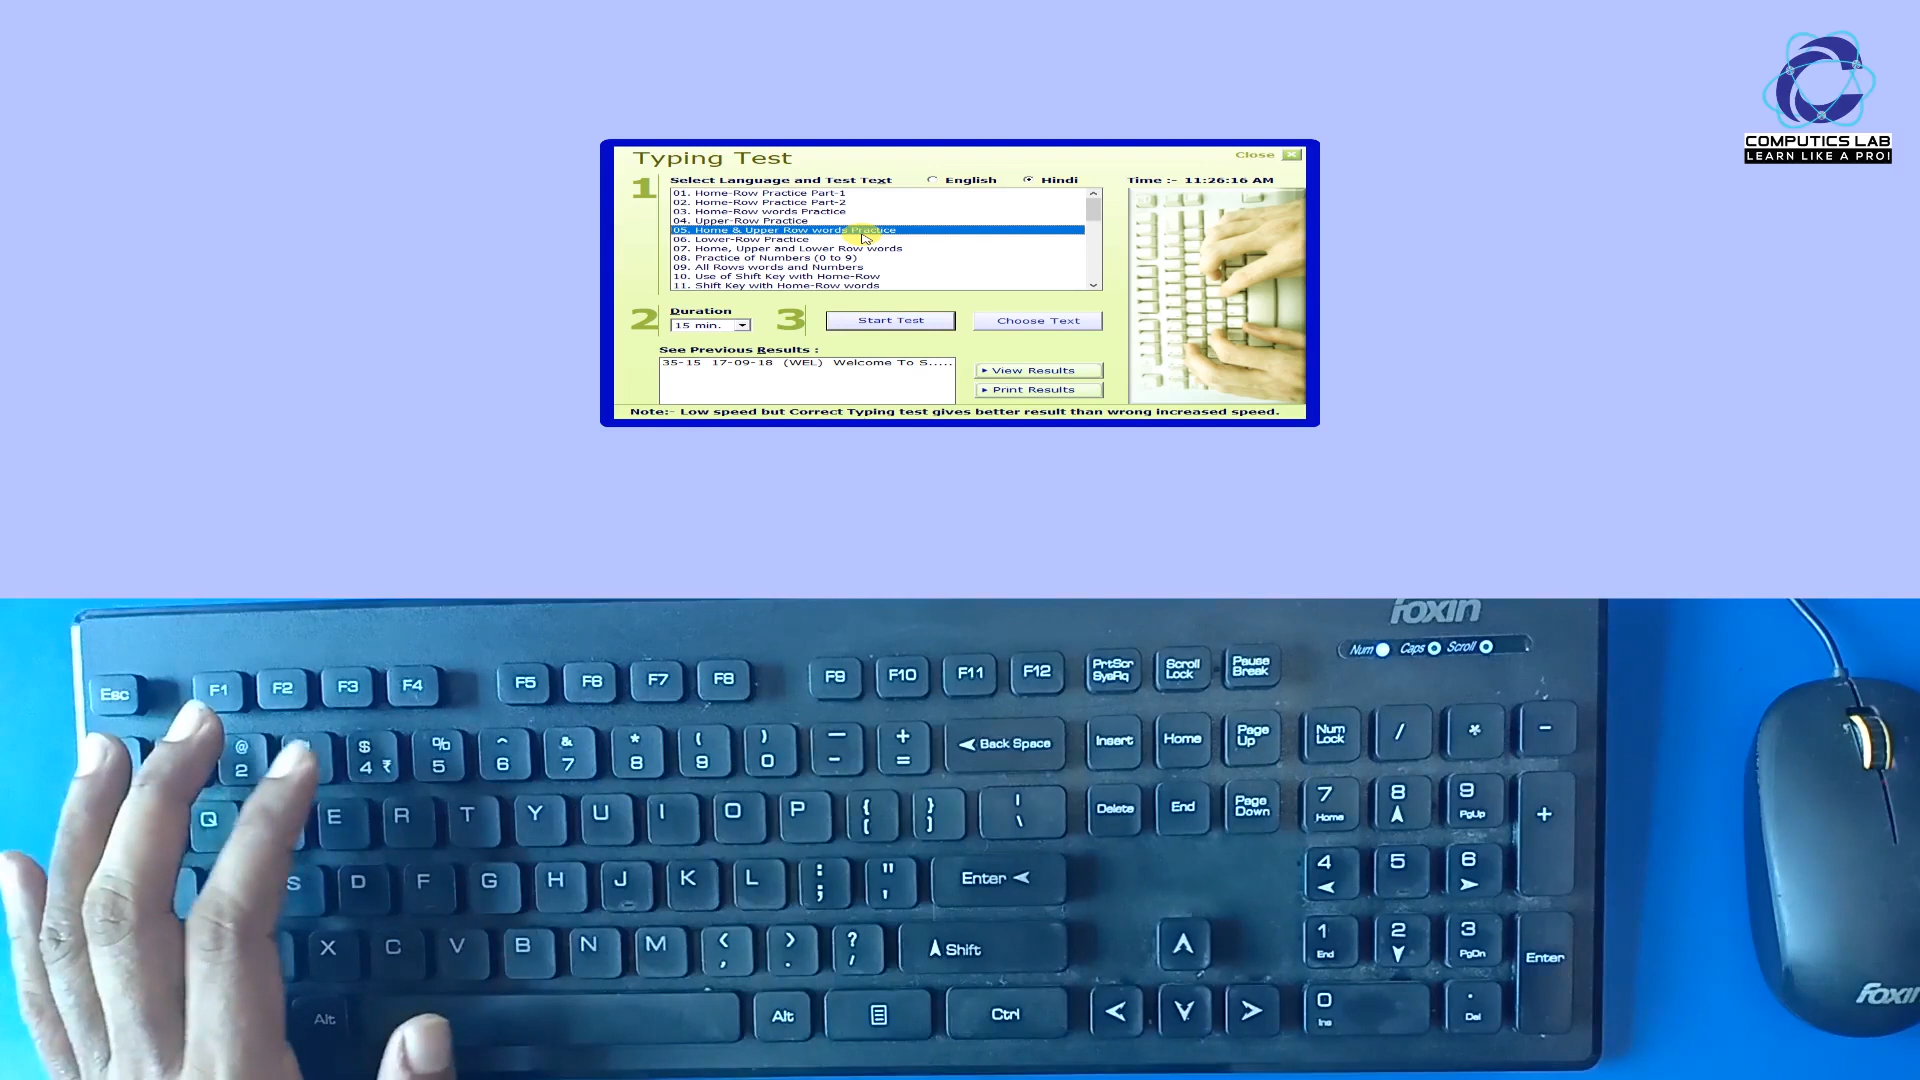 COMPUTICS LAB
LEARN LIKE A PRO!
Typing Test
Close
1
Select Language and Test Text
English
Hindi
Time :- 11:26:16 AM
01. Home-Row Practice Part-1
02. Home-Row Practice Part-2
03. Home-Row words Practice
04. Upper-Row Practice
05. Home & Upper Row words Practice
06. Lower-Row Practice
07. Home, Upper and Lower Row words
08. Practice of Numbers (0 to 9)
09. All Rows words and Numbers
10. Use of Shift Key with Home-Row
11. Shift Key with Home-Row words
2
Duration
15 min.
3
Start Test
Choose Text
See Previous Results :
35-15 17-09-18 (WEL) Welcome To S.....
View Results
Print Results
Note:- Low speed but Correct Typing test gives better result than wrong increased speed.
foxin
Num Caps Scroll
Esc F1 F2 F3 F4 F5 F6 F7 F8 F9 F10 F11 F12 PrtScr SysRq Scroll Lock Pause Break
@ 2 $ 4 ₹ % 5 ^ 6 & 7 * 8 ( 9 ) 0 — - + = Back Space Insert Home Page Up Num Lock / * -
Q E R T Y U I O P { [ } ] | \ Delete End Page Down 7 Home 8 9 PgUp +
S D F G H J K L : ; " ' Enter 4 5 6
X C V B N M < , > . ? / Shift 1 End 2 3 PgDn Enter
Alt Alt Ctrl 0 Ins . Del
foxin